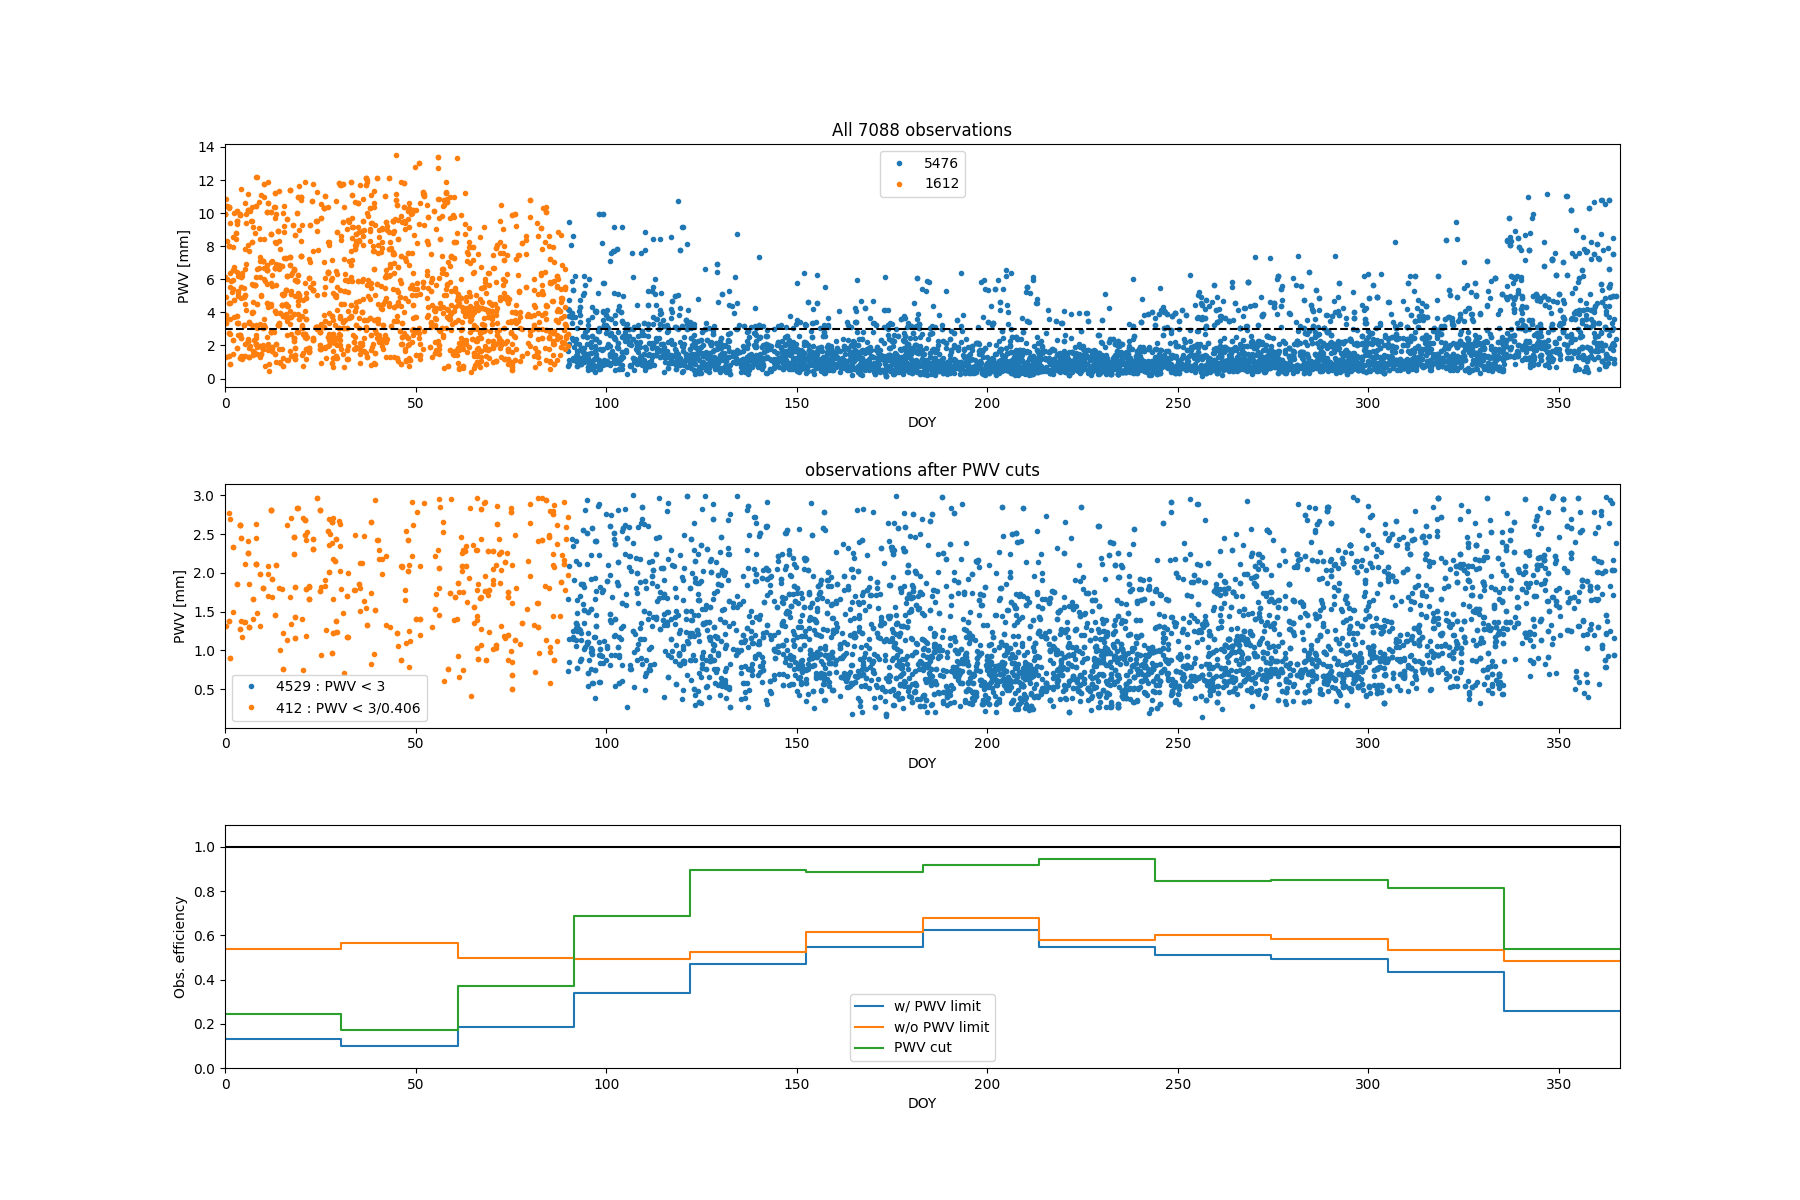 All 7088 observations
14
12
10
8
6
4
2
0
PWV [mm]
5476
1612
0 50 100 150 200 250 300 350
DOY
observations after PWV cuts
3.0
2.5
2.0
1.5
1.0
0.5
PWV [mm]
4529 : PWV < 3
412 : PWV < 3/0.406
0 50 100 150 200 250 300 350
DOY
1.0
0.8
0.6
0.4
0.2
0.0
Obs. efficiency
w/ PWV limit
w/o PWV limit
PWV cut
0 50 100 150 200 250 300 350
DOY